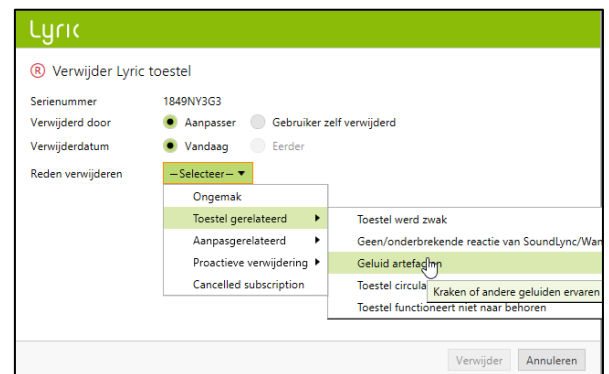 Lyric
® Verwijder Lyric toestel
Serienummer 1849NY3G3
Verwijderd door Aanpasser Gebruiker zelf verwijderd
Verwijderdatum Vandaag Eerder
Reden verwijderen —Selecteer— ▼
Ongemak
Toestel gerelateerd
Aanpasgerelateerd
Proactieve verwijdering
Cancelled subscription
Toestel werd zwak
Geen/onderbrekende reactie van SoundLync/Wan
Geluid artefacten
Toestel circula
Kraken of andere geluiden ervaren
Toestel functioneert niet naar behoren
Verwijder Annuleren